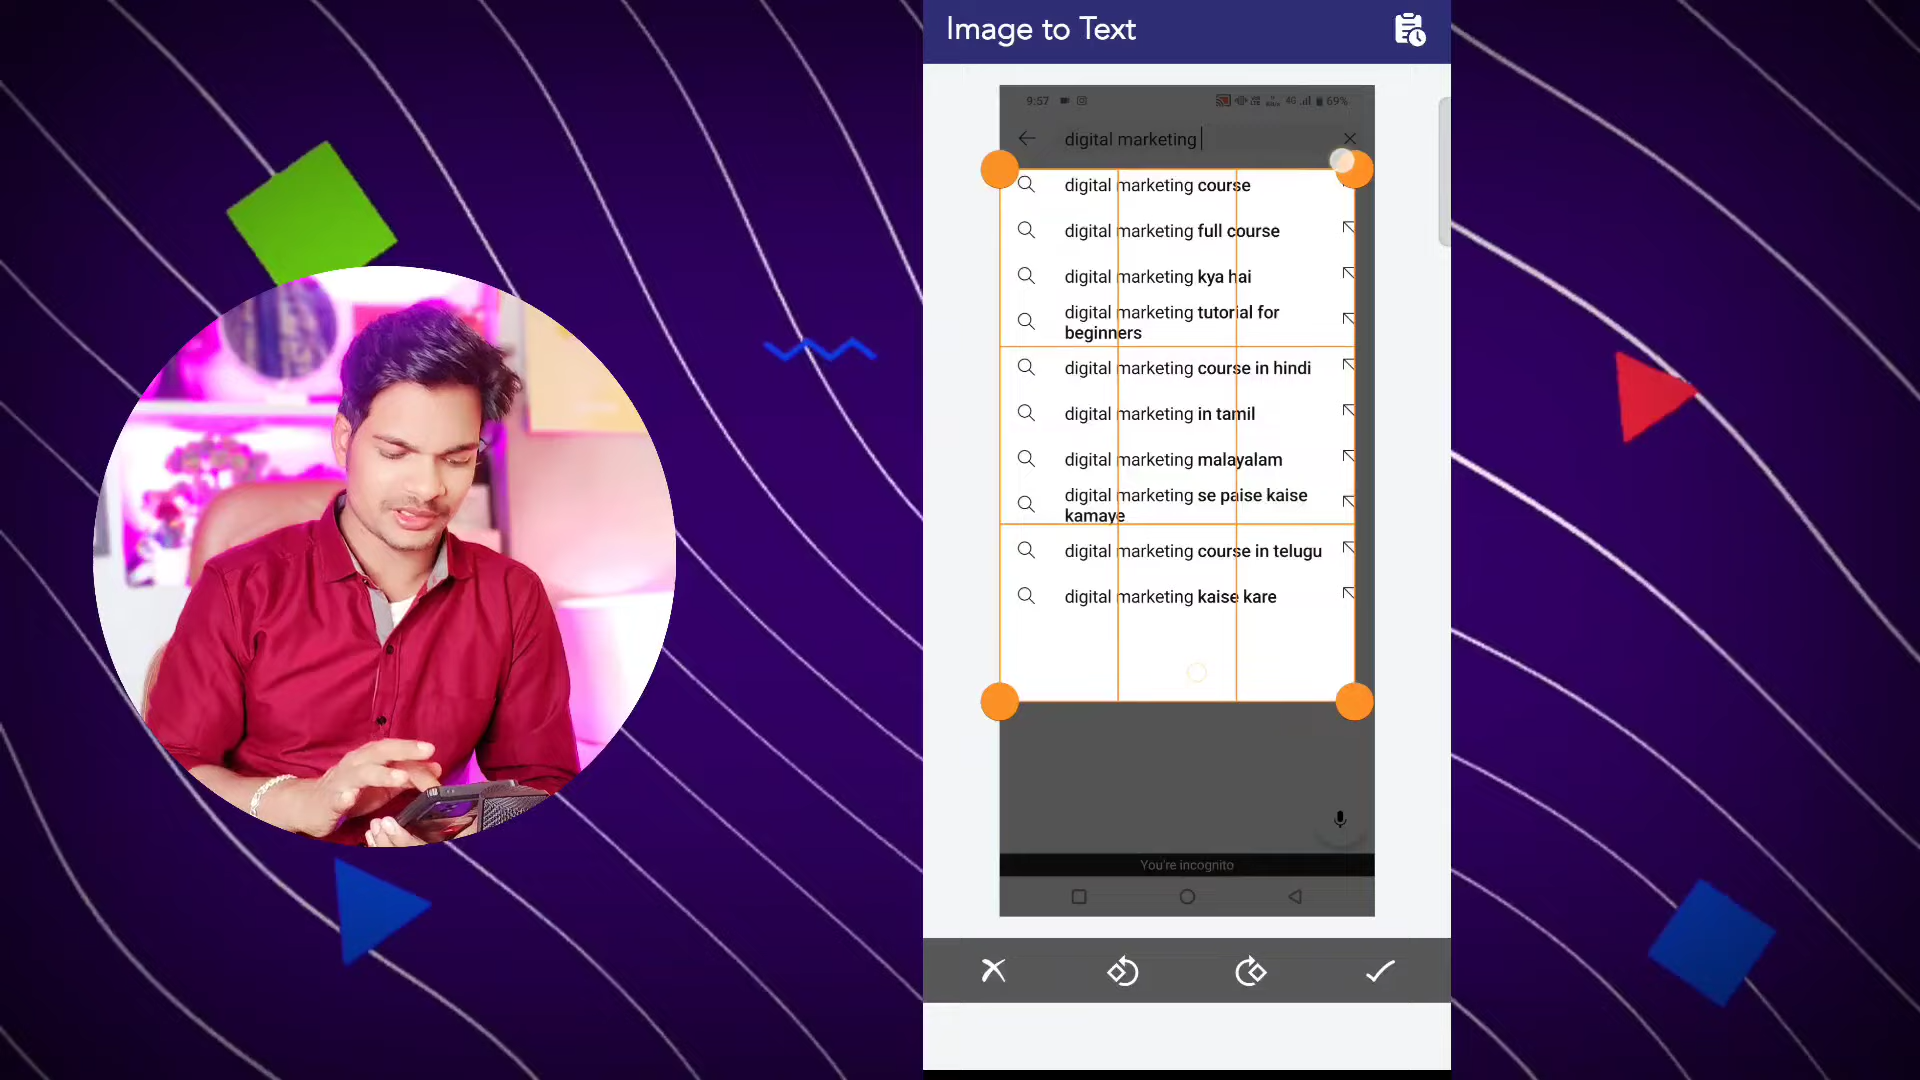 Image to Text
9:57
4G
69%
digital marketing
digital marketing course
digital marketing full course
digital marketing kya hai
digital marketing tutorial for
beginners
digital marketing course in hindi
digital marketing in tamil
digital marketing malayalam
digital marketing se paise kaise
kamaye
digital marketing course in telugu
digital marketing kaise kare
You're incognito